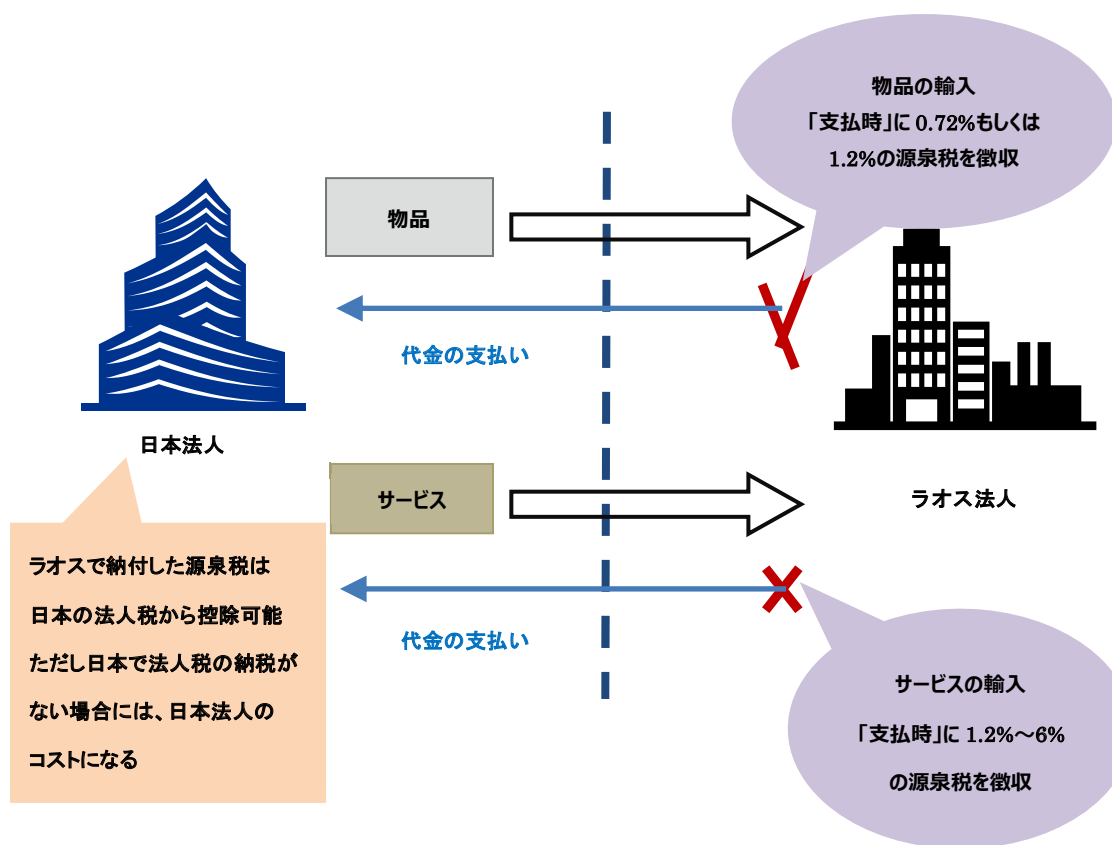 物品の輸入
「支払時」に 0.72%もしくは
1.2%の源泉税を徴収
物品
代金の支払い
日本法人
サービス
ラオス法人
ラオスで納付した源泉税は
日本の法人税から控除可能
ただし日本で法人税の納税が
ない場合には、日本法人の
コストになる
代金の支払い
サービスの輸入
「支払時」に 1.2%～6%
の源泉税を徴収